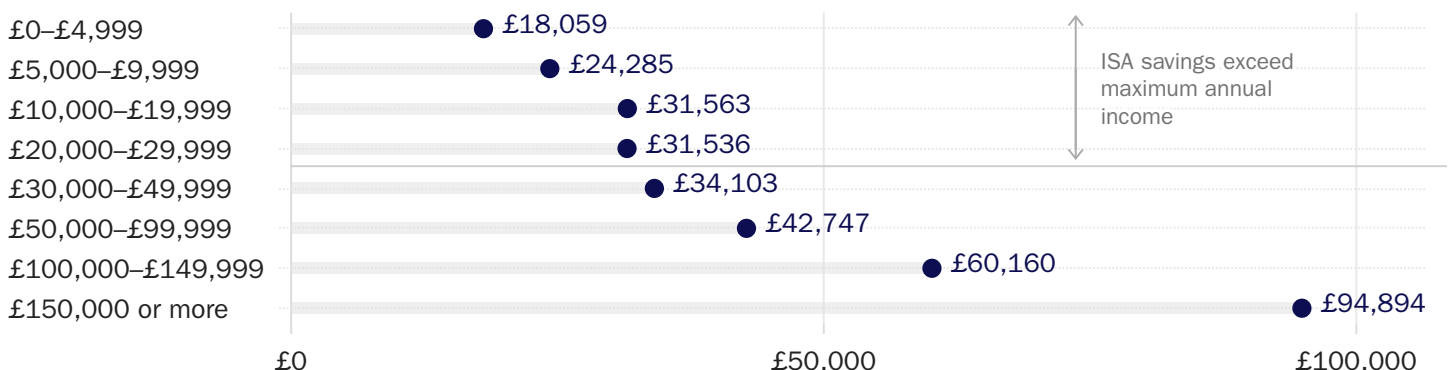 £0–£4,999 £18,059
£5,000–£9,999 £24,285
£10,000–£19,999 £31,563
£20,000–£29,999 £31,536
£30,000–£49,999 £34,103
£50,000–£99,999 £42,747
£100,000–£149,999 £60,160
£150,000 or more £94,894
ISA savings exceed
maximum annual
income
£0 £50,000 £100,000